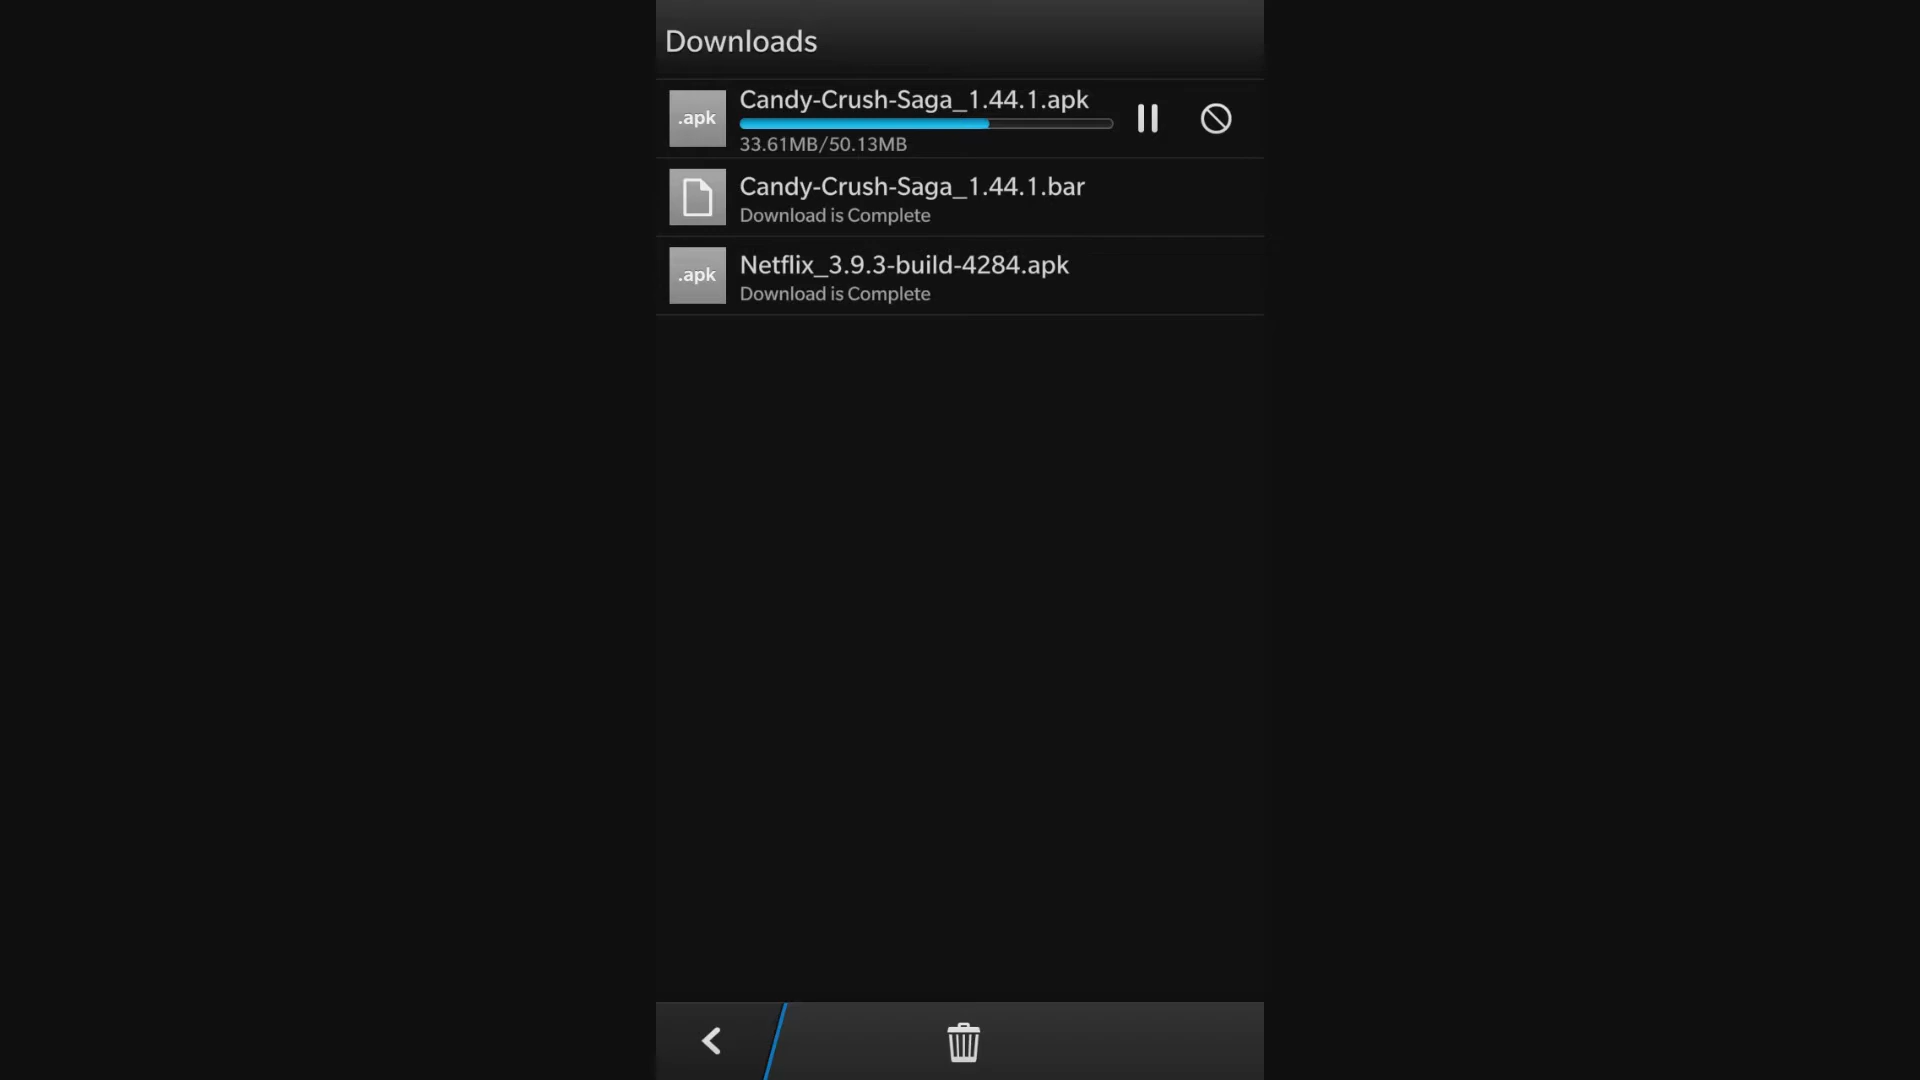 Downloads
.apk
Candy-Crush-Saga_1.44.1.apk
33.61MB/50.13MB
Candy-Crush-Saga_1.44.1.bar
Download is Complete
.apk
Netflix_3.9.3-build-4284.apk
Download is Complete